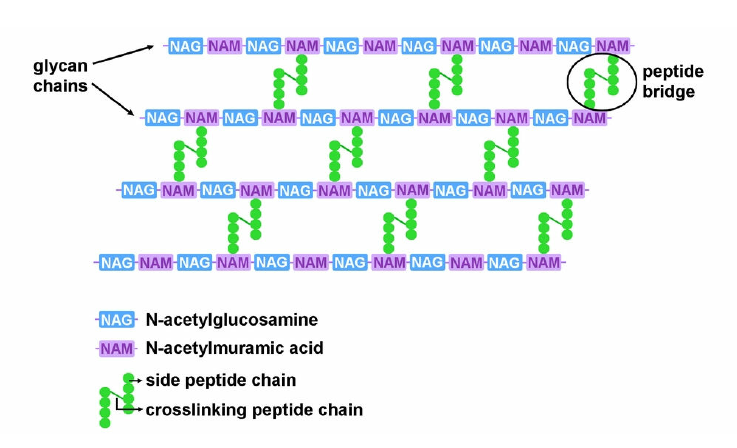 NAG NAM NAG NAM NAG NAM NAG NAM NAG NAM NAG NAM
glycan
chains
peptide
bridge
NAG NAM NAG NAM NAG NAM NAG NAM NAG NAM NAG NAM
NAG NAM NAG NAM NAG NAM NAG NAM NAG NAM NAG NAM
NAG NAM NAG NAM NAG NAM NAG NAM NAG NAM NAG NAM
NAG N-acetylglucosamine
NAM N-acetylmuramic acid
side peptide chain
crosslinking peptide chain